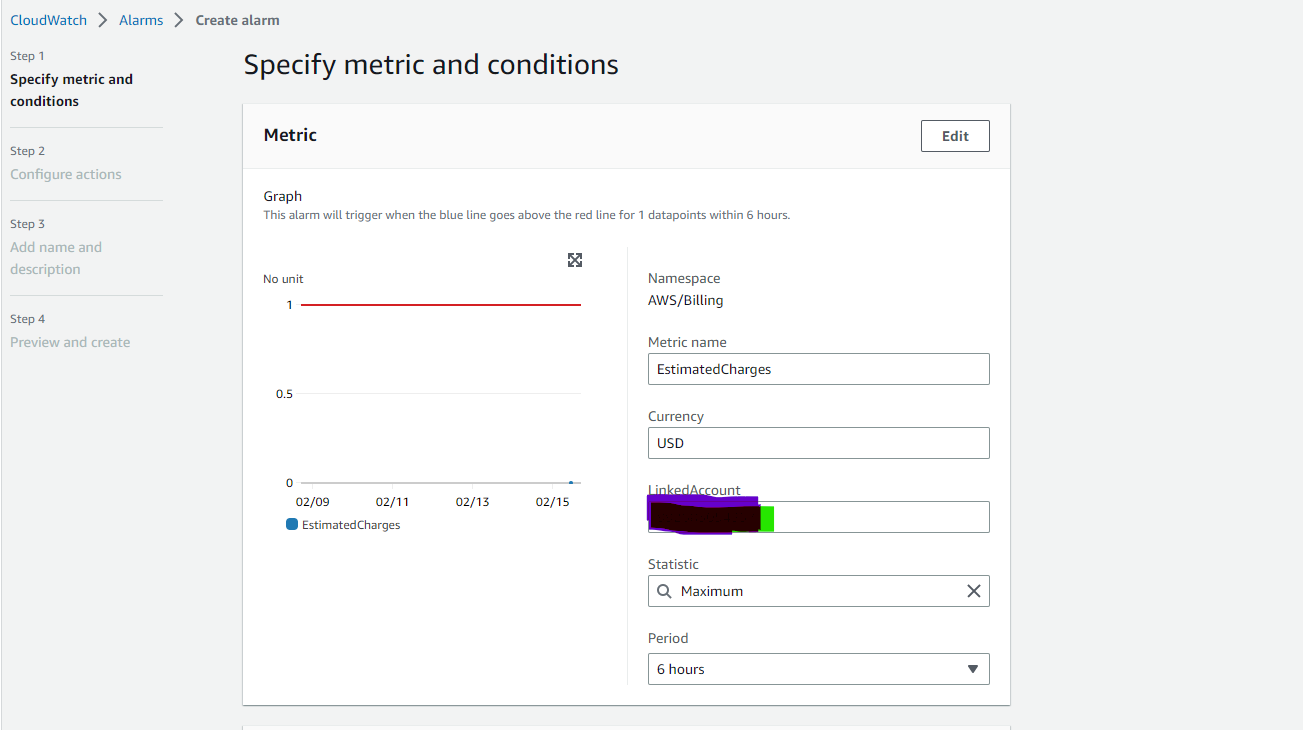 CloudWatch > Alarms > Create alarm
Step 1
Specify metric and
conditions
Step 2
Configure actions
Step 3
Add name and
description
Step 4
Preview and create
Specify metric and conditions
Metric
Edit
Graph
This alarm will trigger when the blue line goes above the red line for 1 datapoints within 6 hours.
No unit
1
0.5
0
02/09 02/11 02/13 02/15
EstimatedCharges
Namespace
AWS/Billing
Metric name
EstimatedCharges
Currency
USD
LinkedAccount
Statistic
Maximum
Period
6 hours